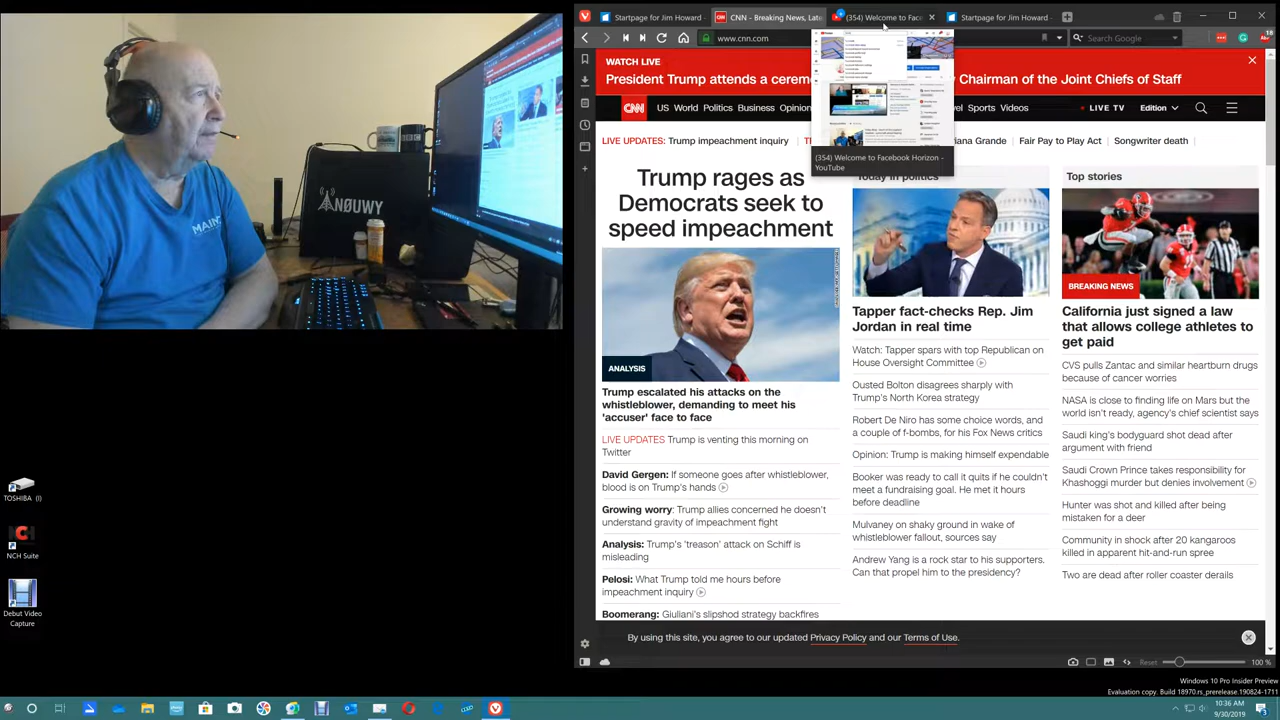 Startpage for Jim Howard -
CNN - Breaking News, Late
(354) Welcome to Face
Startpage for Jim Howard -
www.cnn.com
Search Google
WATCH LIVE
President Trump attends a cerem
Chairman of the Joint Chiefs of Staff
CNN
US World Politics Business Opinion
el Sports Videos
LIVE TV Edition
LIVE UPDATES: Trump impeachment inquiry
iana Grande
Fair Pay to Play Act
Songwriter death
(354) Welcome to Facebook Horizon -
YouTube
Trump rages as
Democrats seek to
speed impeachment
ANALYSIS
Trump escalated his attacks on the
whistleblower, demanding to meet his
'accuser' face to face
LIVE UPDATES Trump is venting this morning on
Twitter
David Gergen: If someone goes after whistleblower,
blood is on Trump's hands
Growing worry: Trump allies concerned he doesn't
understand gravity of impeachment fight
Analysis: Trump's 'treason' attack on Schiff is
misleading
Pelosi: What Trump told me hours before
impeachment inquiry
Boomerang: Giuliani's slipshod strategy backfires
Today in politics
Tapper fact-checks Rep. Jim
Jordan in real time
Watch: Tapper spars with top Republican on
House Oversight Committee
Ousted Bolton disagrees sharply with
Trump's North Korea strategy
Robert De Niro has some choice words, and
a couple of f-bombs, for his Fox News critics
Opinion: Trump is making himself expendable
Booker was ready to call it quits if he couldn't
meet a fundraising goal. He met it hours
before deadline
Mulvaney on shaky ground in wake of
whistleblower fallout, sources say
Andrew Yang is a rock star to his supporters.
Can that propel him to the presidency?
Top stories
BREAKING NEWS
California just signed a law
that allows college athletes to
get paid
CVS pulls Zantac and similar heartburn drugs
because of cancer worries
NASA is close to finding life on Mars but the
world isn't ready, agency's chief scientist says
Saudi king's bodyguard shot dead after
argument with friend
Saudi Crown Prince takes responsibility for
Khashoggi murder but denies involvement
Hunter was shot and killed after being
mistaken for a deer
Community in shock after 20 kangaroos
killed in apparent hit-and-run spree
Two are dead after roller coaster derails
By using this site, you agree to our updated Privacy Policy and our Terms of Use.
Reset
100 %
NØUWY
MAINE
TOSHIBA (I)
NCH
NCH Suite
Debut Video
Capture
Windows 10 Pro Insider Preview
Evaluation copy. Build 18970.rs_prerelease.190824-1711
10:36 AM
9/30/2019